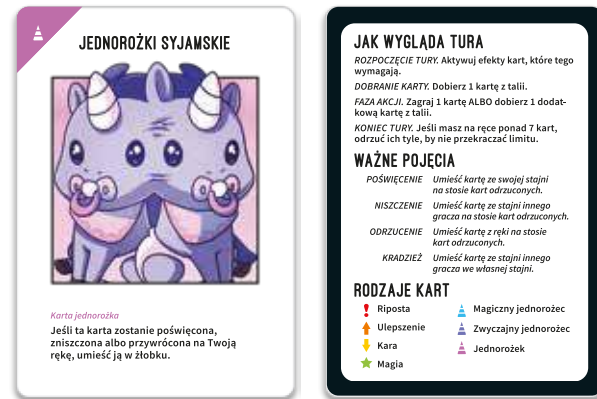 JEDNOROŻKI SYJAMSKIE
Karta jednorożka
Jeśli ta karta zostanie poświęcona,
zniszczona albo przywrócona na Twoją
rękę, umieść ją w żłobku.
JAK WYGLĄDA TURA
ROZPOCZĘCIE TURY. Aktywuj efekty kart, które tego
wymagają.
DOBRANIE KARTY. Dobierz 1 kartę z talii.
FAZA AKCJI. Zagraj 1 kartę ALBO dobierz 1 dodat-
kową kartę z talii.
KONIEC TURY. Jeśli masz na ręce ponad 7 kart,
odrzuć ich tyle, by nie przekraczać limitu.
WAŻNE POJĘCIA
POŚWIĘCENIE Umieść kartę ze swojej stajni
na stosie kart odrzuconych.
NISZCZENIE Umieść kartę ze stajni innego
gracza na stosie kart odrzuconych.
ODRZUCENIE Umieść kartę z ręki na stosie
kart odrzuconych.
KRADZIEŻ Umieść kartę ze stajni innego
gracza we własnej stajni.
RODZAJE KART
Riposta
Ulepszenie
Kara
Magia
Magiczny jednorożec
Zwyczajny jednorożec
Jednorożek